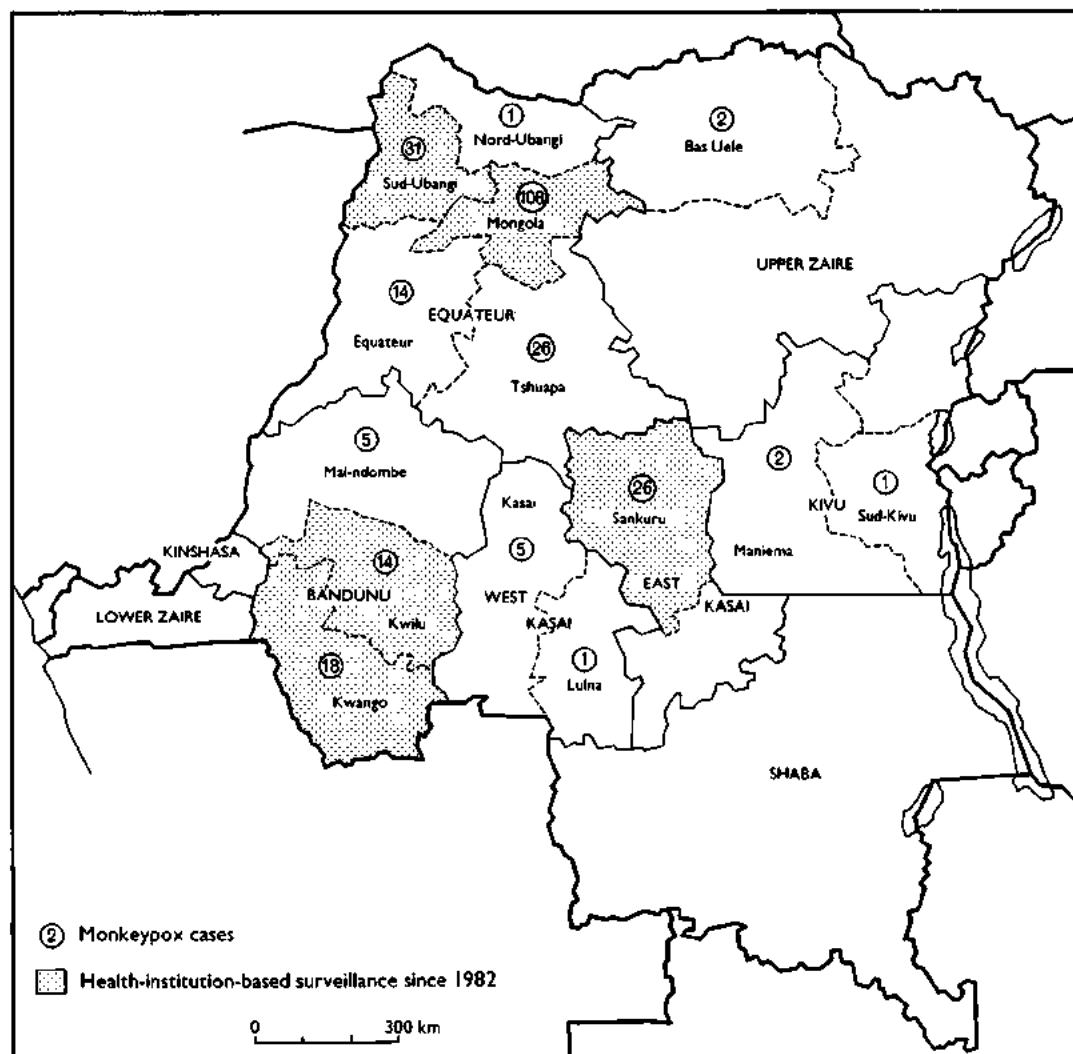 1
Nord-Ubangi
2
Bas Uele
31
Sud-Ubangi
108
Mongola
UPPER ZAIRE
14
EQUATEUR
Equateur
26
Tshuapa
5
Mai-ndombe
2
1
Kasai
26
Sankuru
KIVU
Sud-Kivu
Maniema
KINSHASA
5
14
EAST
BANDUNU
WEST
KASAI
LOWER ZAIRE
Kwilu
KASAI
18
1
Kwango
Lulna
SHABA
2 Monkeypox cases
Health-institution-based surveillance since 1982
0 300 km